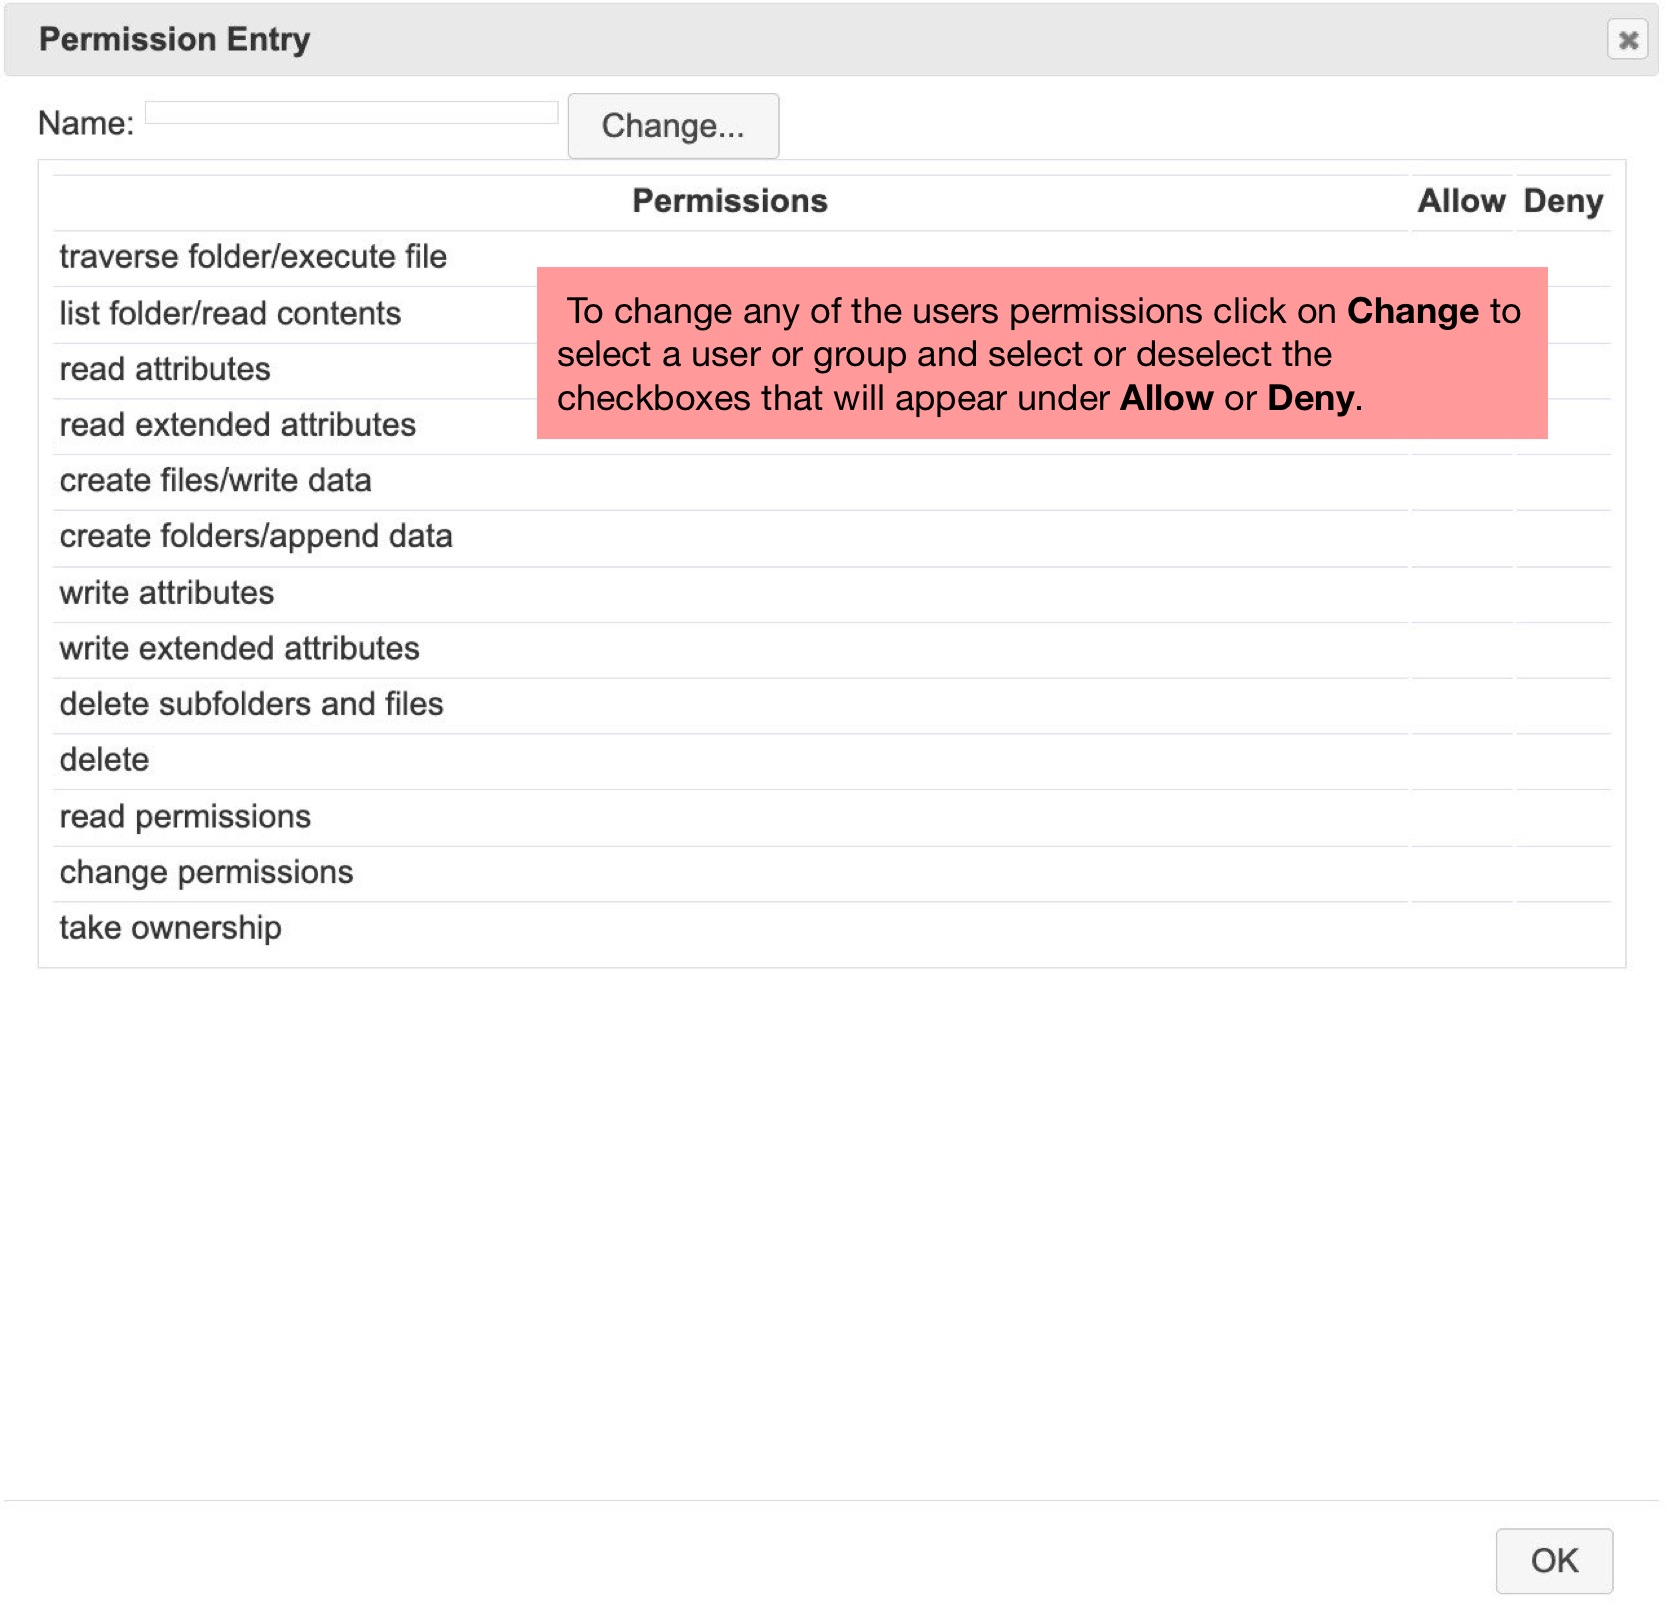 Permission Entry
Name:
Change...
Permissions Allow Deny
traverse folder/execute file
list folder/read contents
read attributes
read extended attributes
create files/write data
create folders/append data
write attributes
write extended attributes
delete subfolders and files
delete
read permissions
change permissions
take ownership
To change any of the users permissions click on Change to
select a user or group and select or deselect the
checkboxes that will appear under Allow or Deny.
OK